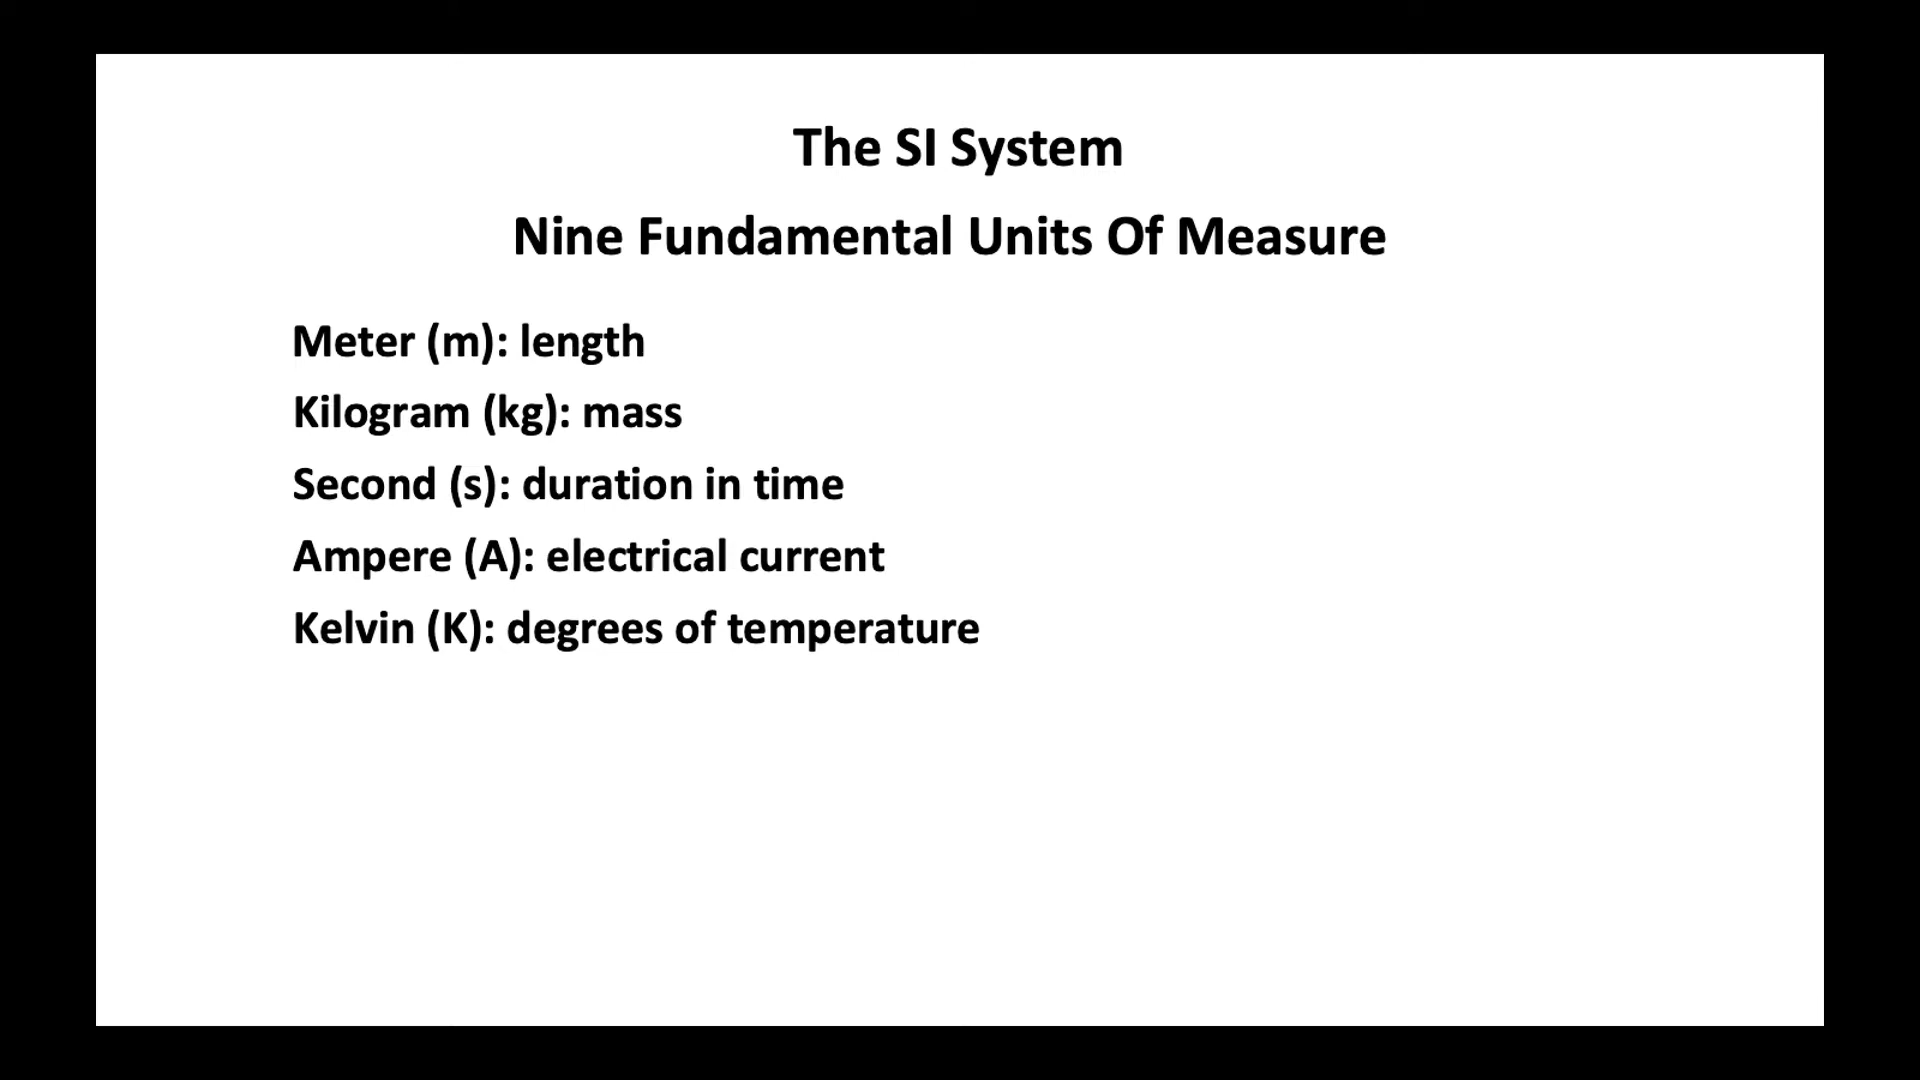 The SI System
Nine Fundamental Units Of Measure
Meter (m): length
Kilogram (kg): mass
Second (s): duration in time
Ampere (A): electrical current
Kelvin (K): degrees of temperature